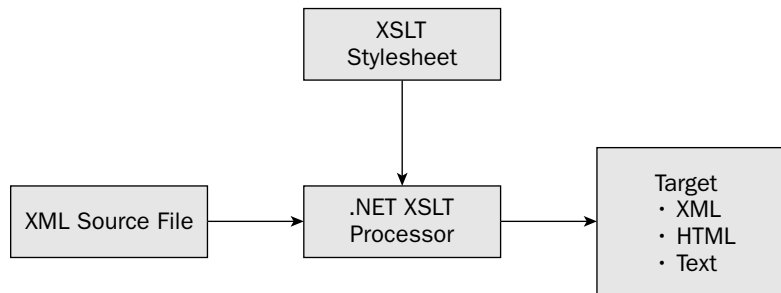 XSLT
Stylesheet
XML Source File
.NET XSLT
Processor
Target
· XML
· HTML
· Text